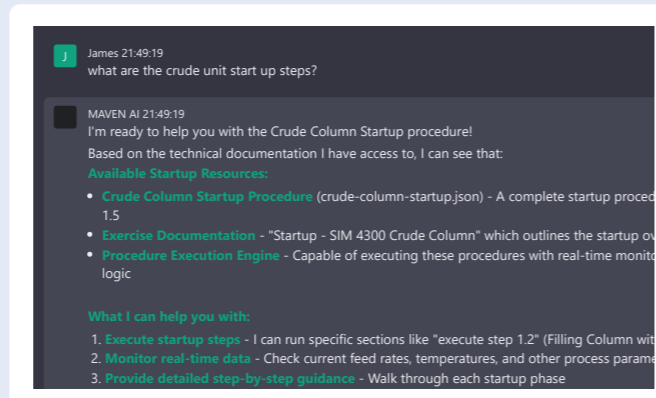 J
James 21:49:19
what are the crude unit start up steps?
MAVEN AI 21:49:19
I'm ready to help you with the Crude Column Startup procedure!
Based on the technical documentation I have access to, I can see that:
Available Startup Resources:
• Crude Column Startup Procedure (crude-column-startup.json) - A complete startup proced
1.5
• Exercise Documentation - "Startup - SIM 4300 Crude Column" which outlines the startup ov
• Procedure Execution Engine - Capable of executing these procedures with real-time monito
logic
What I can help you with:
1. Execute startup steps - I can run specific sections like "execute step 1.2" (Filling Column wit
2. Monitor real-time data - Check current feed rates, temperatures, and other process parame
3. Provide detailed step-by-step guidance - Walk through each startup phase